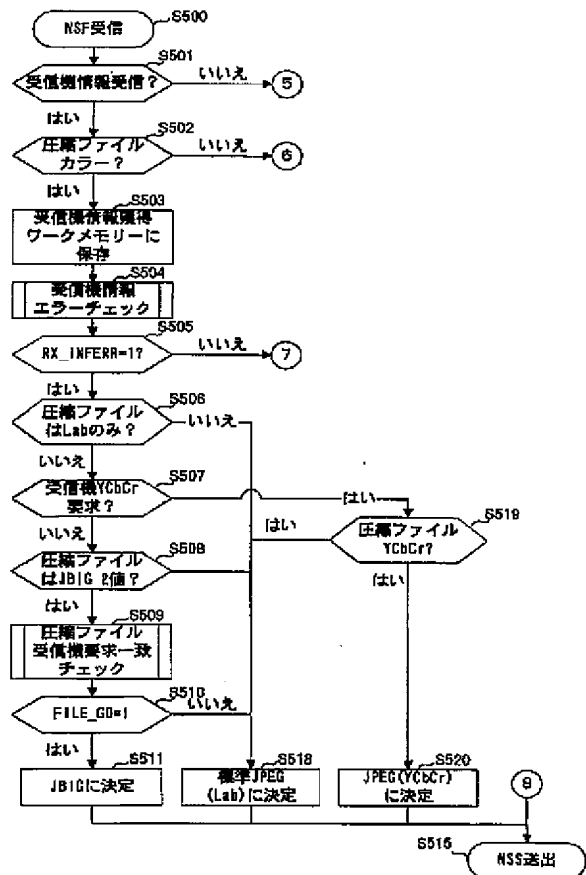 NSF受信
S500
S501
受信機情報受信?
いいえ
5
はい
S502
圧縮ファイル
カラー?
いいえ
6
はい
S503
受信機情報獲得
ワークメモリーに
保存
S504
受信機情報
エラーチェック
S505
RX_INFERR=1?
いいえ
7
はい
S506
圧縮ファイル
はLabのみ?
いいえ
いいえ
S507
受信機YCbCr
要求?
はい
いいえ
S519
圧縮ファイル
YCbCr?
はい
はい
S508
圧縮ファイル
はJBIG 2値?
はい
はい
S509
圧縮ファイル
受信機要求一致
チェック
S510
FILE_GO=1
いいえ
はい
S511
JBIGに決定
S518
標準JPEG
(Lab)に決定
S520
JPEG(YCbCr)
に決定
8
S515
NSS送出